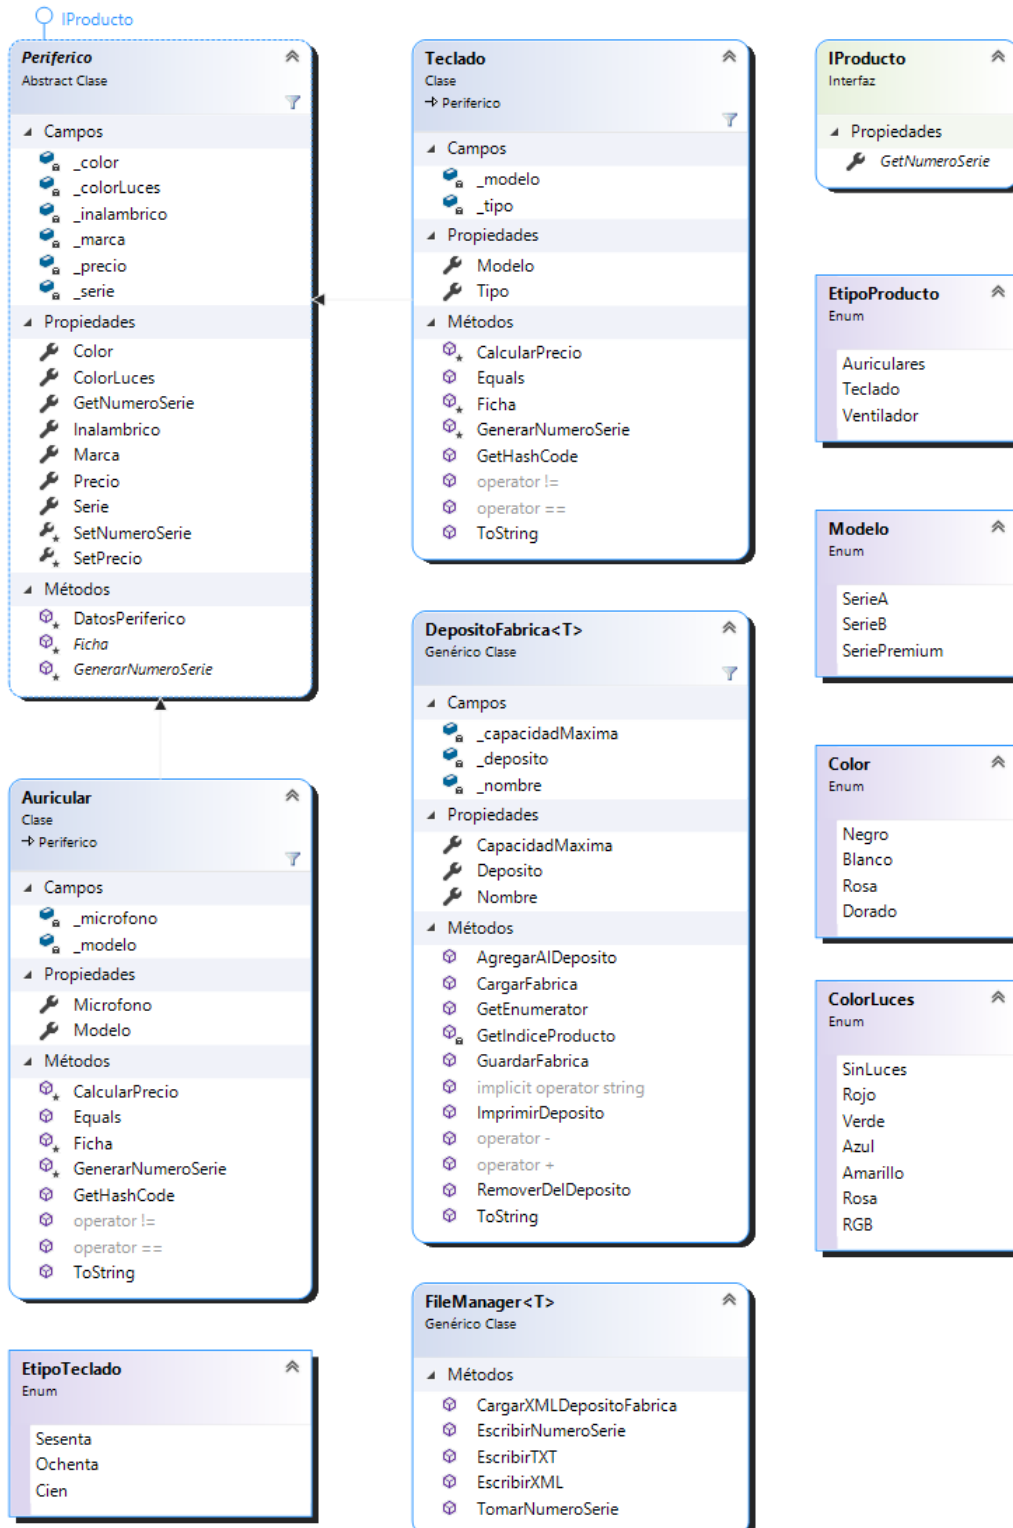 IProducto
Periferico
Abstract Clase
Campos
_color
_colorLuces
_inalambrico
_marca
_precio
_serie
Propiedades
Color
ColorLuces
GetNumeroSerie
Inalambrico
Marca
Precio
Serie
SetNumeroSerie
SetPrecio
Métodos
DatosPeriferico
Ficha
GenerarNumeroSerie
Auricular
Clase
Periferico
Campos
_microfono
_modelo
Propiedades
Microfono
Modelo
Métodos
CalcularPrecio
Equals
Ficha
GenerarNumeroSerie
GetHashCode
operator !=
operator ==
ToString
EtipoTeclado
Enum
Sesenta
Ochenta
Cien
Teclado
Clase
Periferico
Campos
_modelo
_tipo
Propiedades
Modelo
Tipo
Métodos
CalcularPrecio
Equals
Ficha
GenerarNumeroSerie
GetHashCode
operator !=
operator ==
ToString
DepositoFabrica<T>
Genérico Clase
Campos
_capacidadMaxima
_deposito
_nombre
Propiedades
CapacidadMaxima
Deposito
Nombre
Métodos
AgregarAlDeposito
CargarFabrica
GetEnumerator
GetIndiceProducto
GuardarFabrica
implicit operator string
ImprimirDeposito
operator -
operator +
RemoverDelDeposito
ToString
FileManager<T>
Genérico Clase
Métodos
CargarXMLDepositoFabrica
EscribirNumeroSerie
EscribirTXT
EscribirXML
TomarNumeroSerie
IProducto
Interfaz
Propiedades
GetNumeroSerie
EtipoProducto
Enum
Auriculares
Teclado
Ventilador
Modelo
Enum
SerieA
SerieB
SeriePremium
Color
Enum
Negro
Blanco
Rosa
Dorado
ColorLuces
Enum
SinLuces
Rojo
Verde
Azul
Amarillo
Rosa
RGB